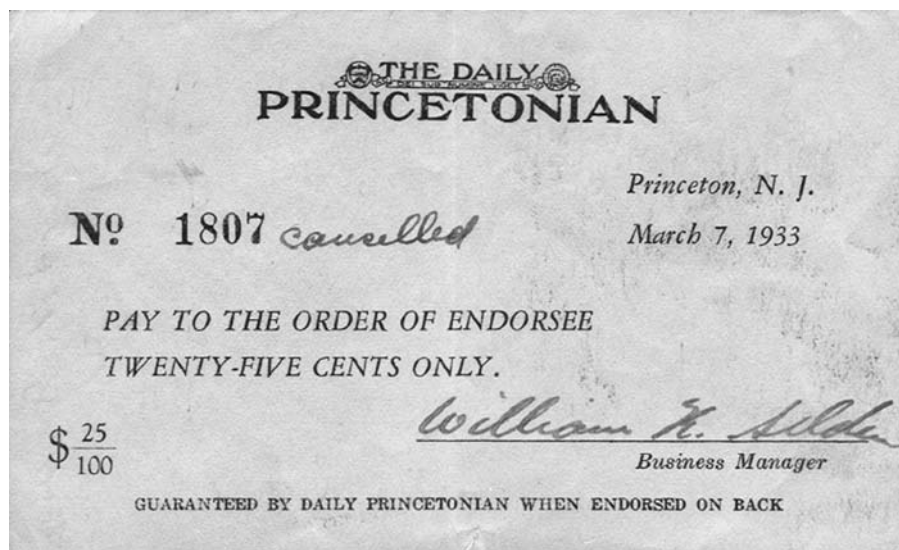 THE DAILY
PRINCETONIAN
Princeton, N. J.
Nº 1807 cancelled
March 7, 1933
PAY TO THE ORDER OF ENDORSEE
TWENTY-FIVE CENTS ONLY.
William K. Selden
$ 25/100
Business Manager
GUARANTEED BY DAILY PRINCETONIAN WHEN ENDORSED ON BACK